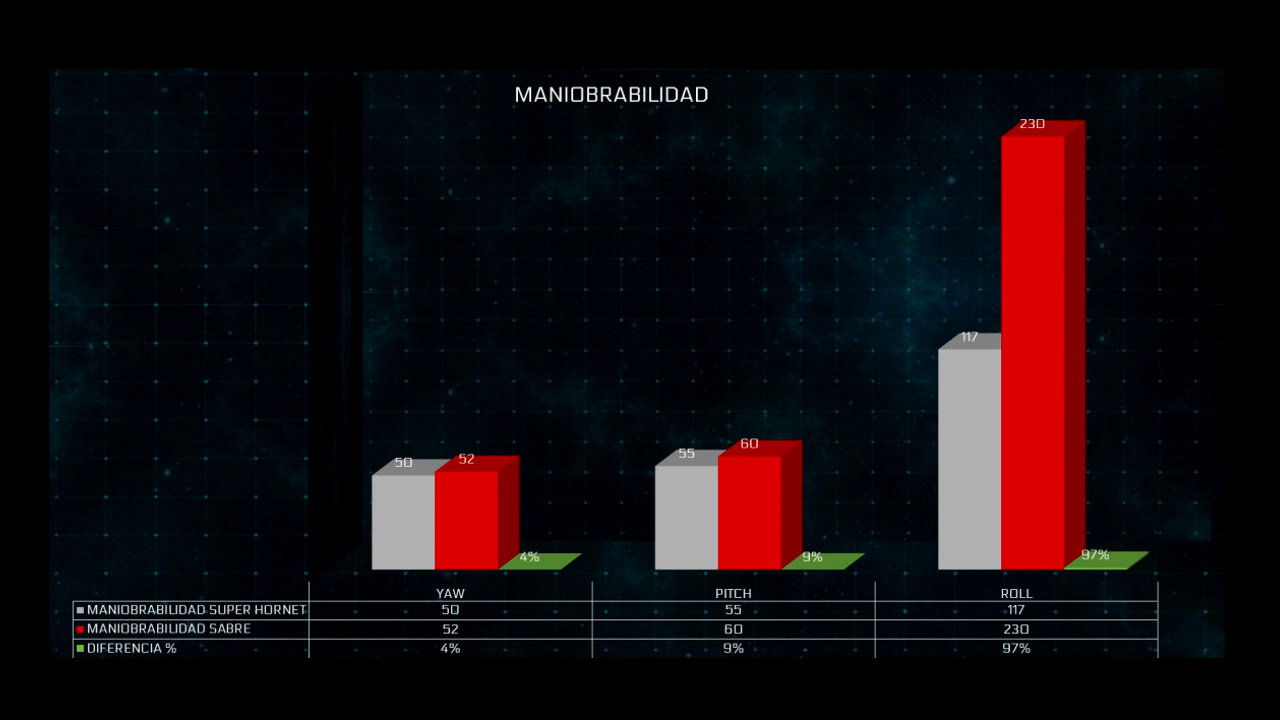 MANIOBRABILIDAD
230
117
50 52 55 60
4% 9% 97%
YAW PITCH ROLL
MANIOBRABILIDAD SUPER HORNET 50 55 117
MANIOBRABILIDAD SABRE 52 60 230
DIFERENCIA % 4% 9% 97%